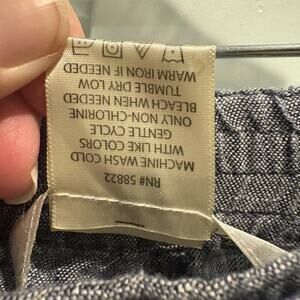 RN# 58822
MACHINE WASH COLD
WITH LIKE COLORS
GENTLE CYCLE
ONLY NON-CHLORINE
BLEACH WHEN NEEDED
TUMBLE DRY LOW
WARM IRON IF NEEDED